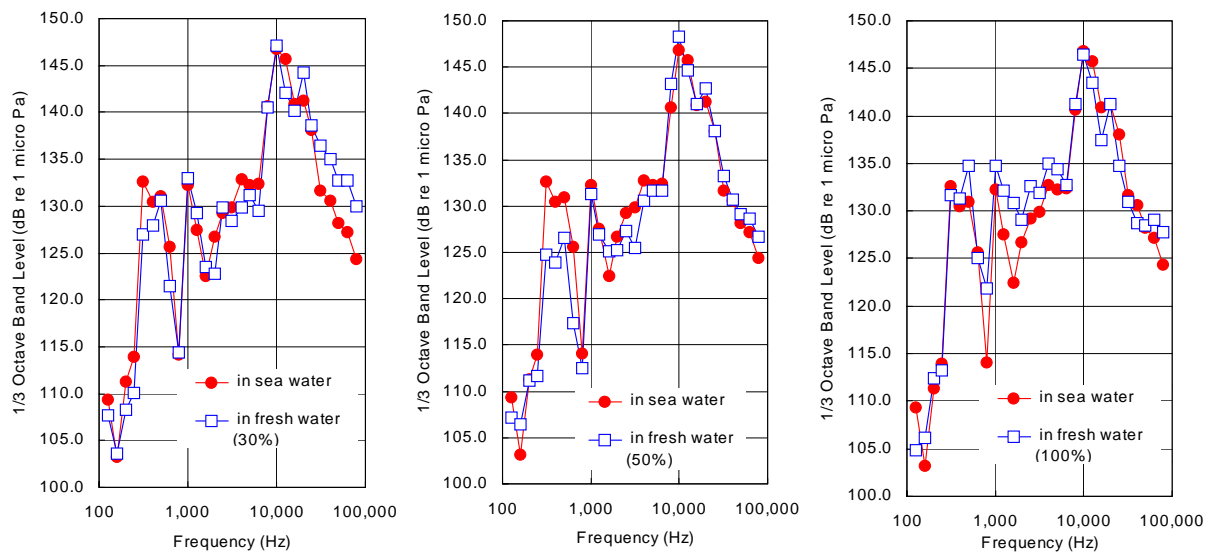 1/3 Octave Band Level (dB re 1 micro Pa)
150.0
145.0
140.0
135.0
130.0
125.0
120.0
115.0
110.0
105.0
100.0
in sea water
in fresh water
(30%)
100 1,000 10,000 100,000
Frequency (Hz)
1/3 Octave Band Level (dB re 1 micro Pa)
150.0
145.0
140.0
135.0
130.0
125.0
120.0
115.0
110.0
105.0
100.0
in sea water
in fresh water
(50%)
100 1,000 10,000 100,000
Frequency (Hz)
1/3 Octave Band Level (dB re 1 micro Pa)
150.0
145.0
140.0
135.0
130.0
125.0
120.0
115.0
110.0
105.0
100.0
in sea water
in fresh water
(100%)
100 1,000 10,000 100,000
Frequency (Hz)